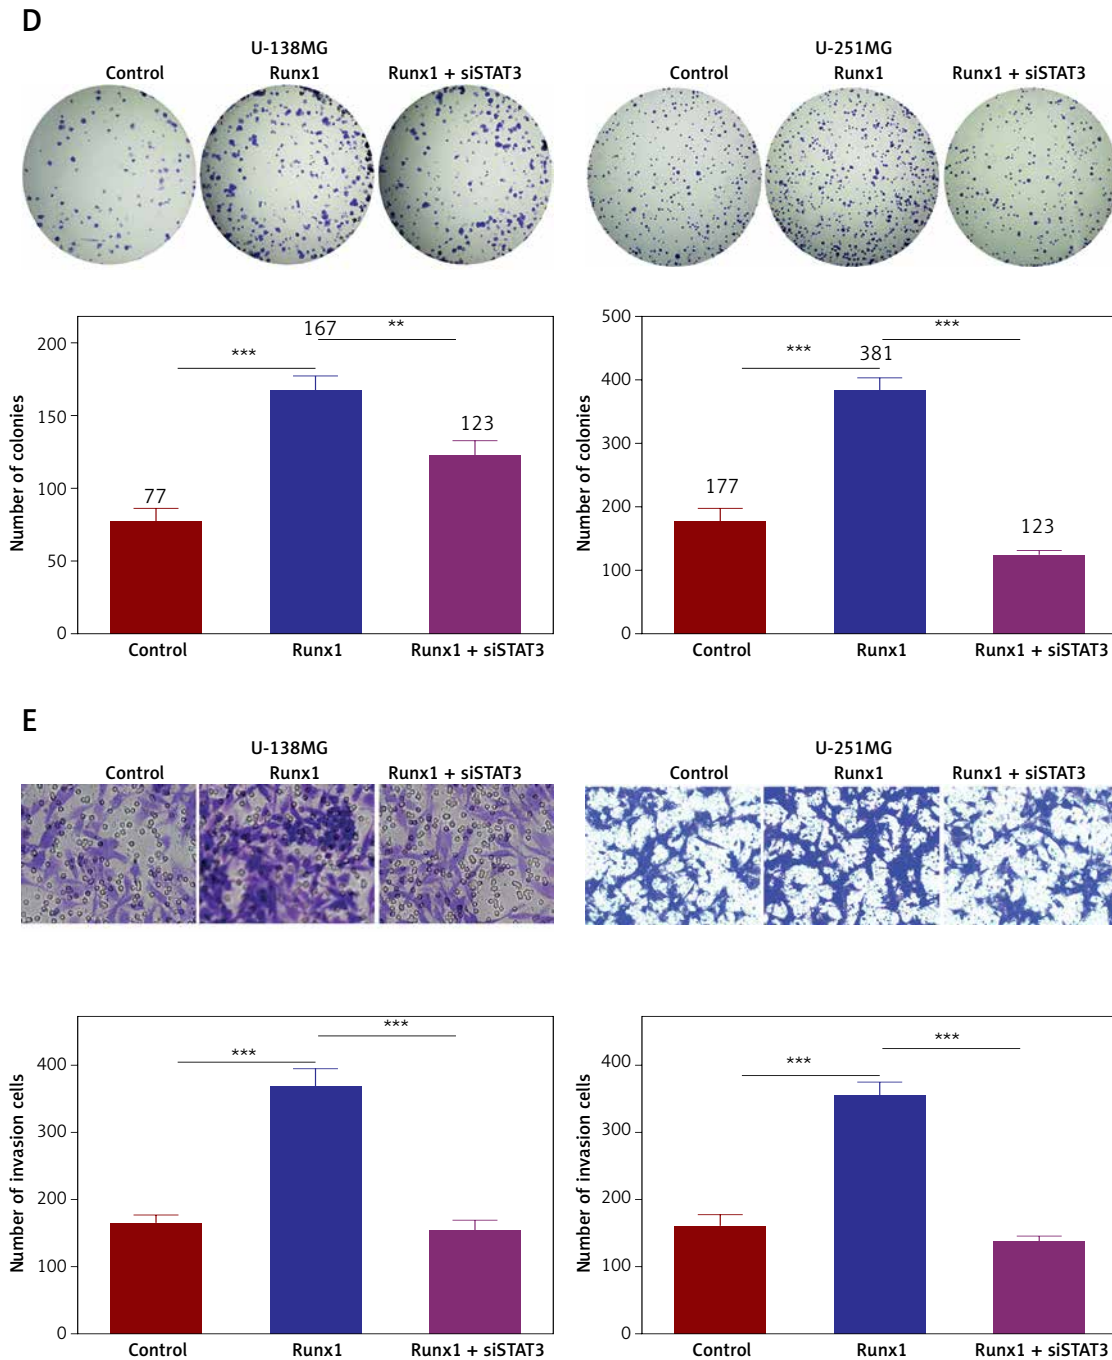 D
U-138MG
Control Runx1 Runx1 + siSTAT3
U-251MG
Control Runx1 Runx1 + siSTAT3
Number of colonies
200
150
100
50
0
77
***
167
**
123
Control Runx1 Runx1 + siSTAT3
Number of colonies
500
400
300
200
100
0
177
***
381
***
123
Control Runx1 Runx1 + siSTAT3
E
U-138MG
Control Runx1 Runx1 + siSTAT3
U-251MG
Control Runx1 Runx1 + siSTAT3
Number of invasion cells
400
300
200
100
0
***
***
Control Runx1 Runx1 + siSTAT3
Number of invasion cells
400
300
200
100
0
***
***
Control Runx1 Runx1 + siSTAT3